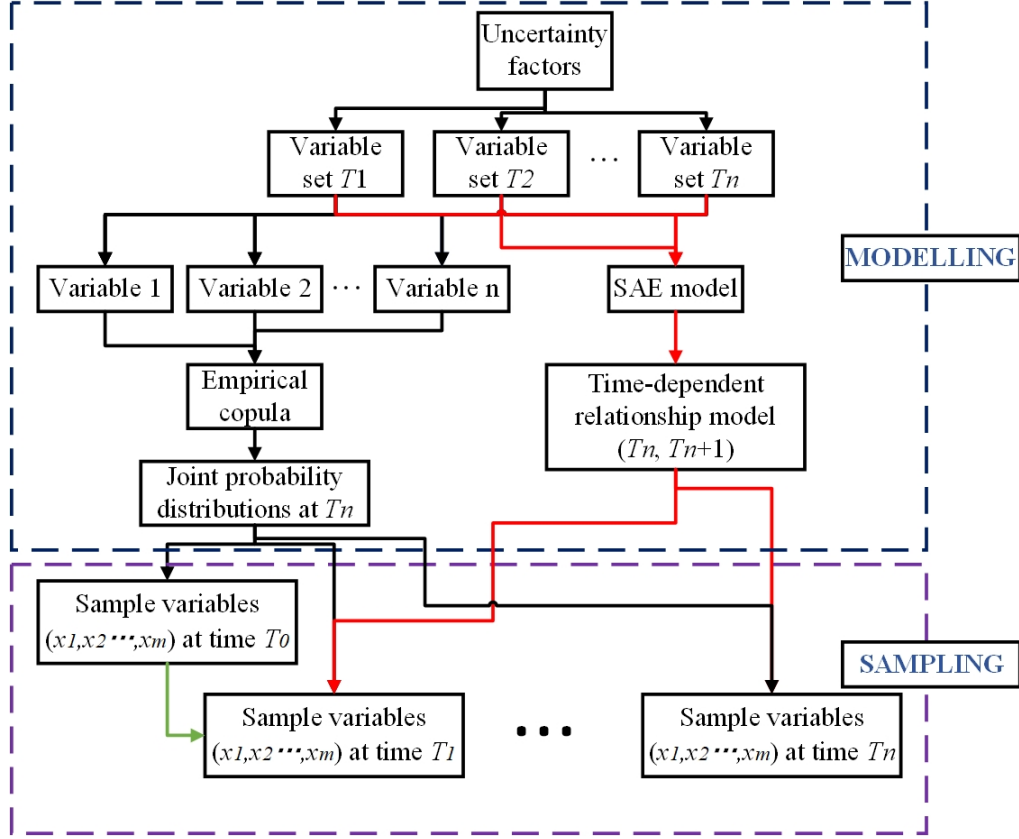 Uncertainty
factors
Variable
set T1
Variable
set T2
...
Variable
set Tn
MODELLING
Variable 1
Variable 2
...
Variable n
SAE model
Empirical
copula
Time-dependent
relationship model
(Tn, Tn+1)
Joint probability
distributions at Tn
Sample variables
(x1,x2···,xm) at time T0
SAMPLING
Sample variables
(x1,x2···,xm) at time T1
...
Sample variables
(x1,x2···,xm) at time Tn